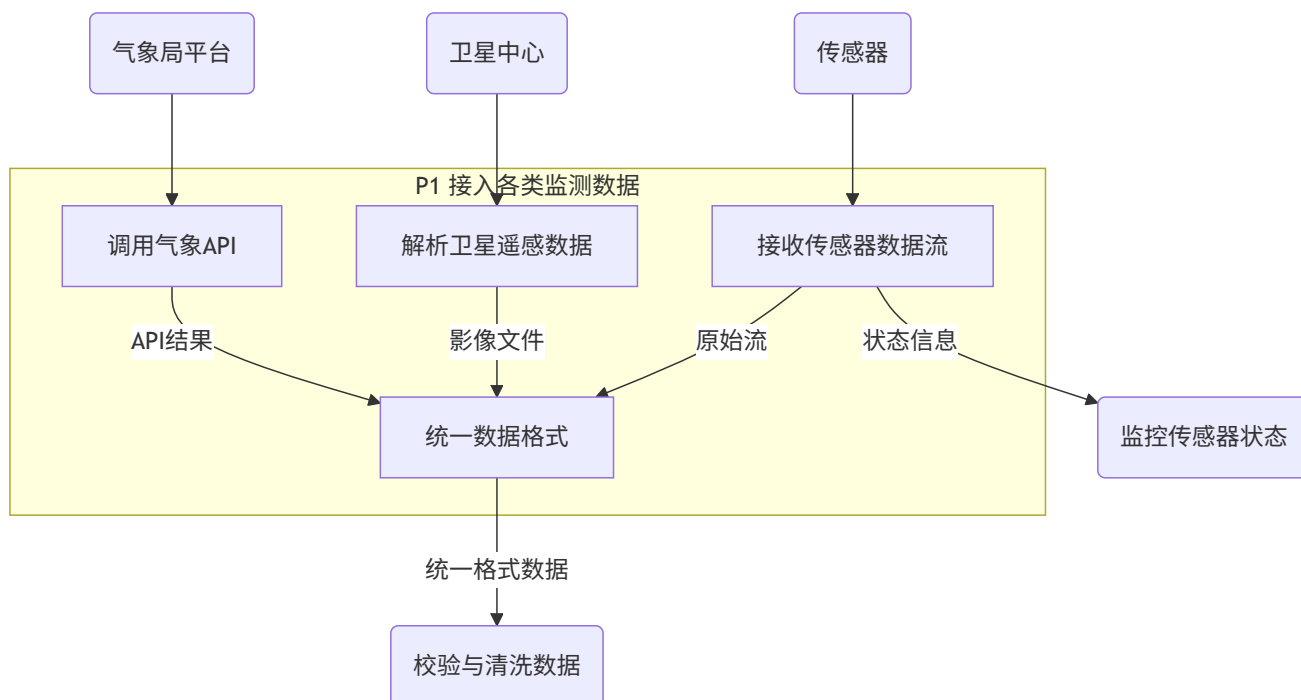 气象局平台
卫星中心
传感器
P1 接入各类监测数据
调用气象API
解析卫星遥感数据
接收传感器数据流
API结果
影像文件
原始流
状态信息
统一数据格式
监控传感器状态
统一格式数据
校验与清洗数据